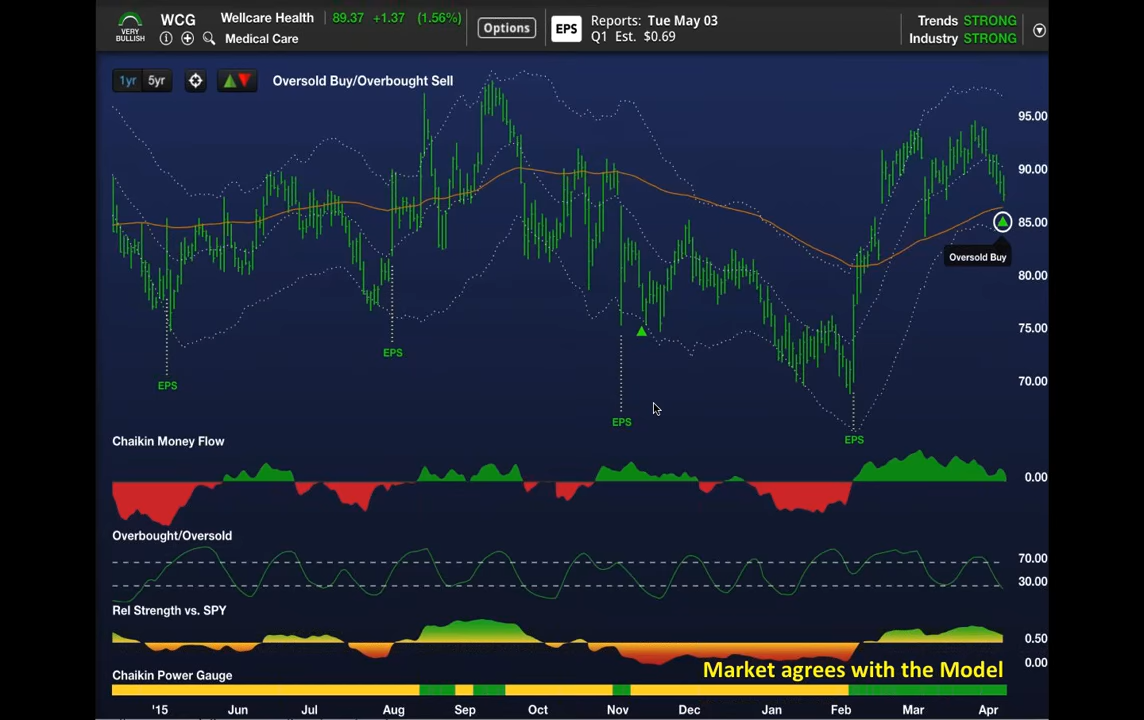 VERY
BULLISH
WCG
Wellcare Health
Medical Care
89.37 +1.37 (1.56%)
Options
EPS
Reports: Tue May 03
Q1 Est. $0.69
Trends STRONG
Industry STRONG
1yr 5yr
Oversold Buy/Overbought Sell
95.00
90.00
85.00
Oversold Buy
80.00
75.00
70.00
EPS
EPS
EPS
EPS
Chaikin Money Flow
0.00
Overbought/Oversold
70.00
30.00
Rel Strength vs. SPY
0.50
0.00
Market agrees with the Model
Chaikin Power Gauge
'15 Jun Jul Aug Sep Oct Nov Dec Jan Feb Mar Apr